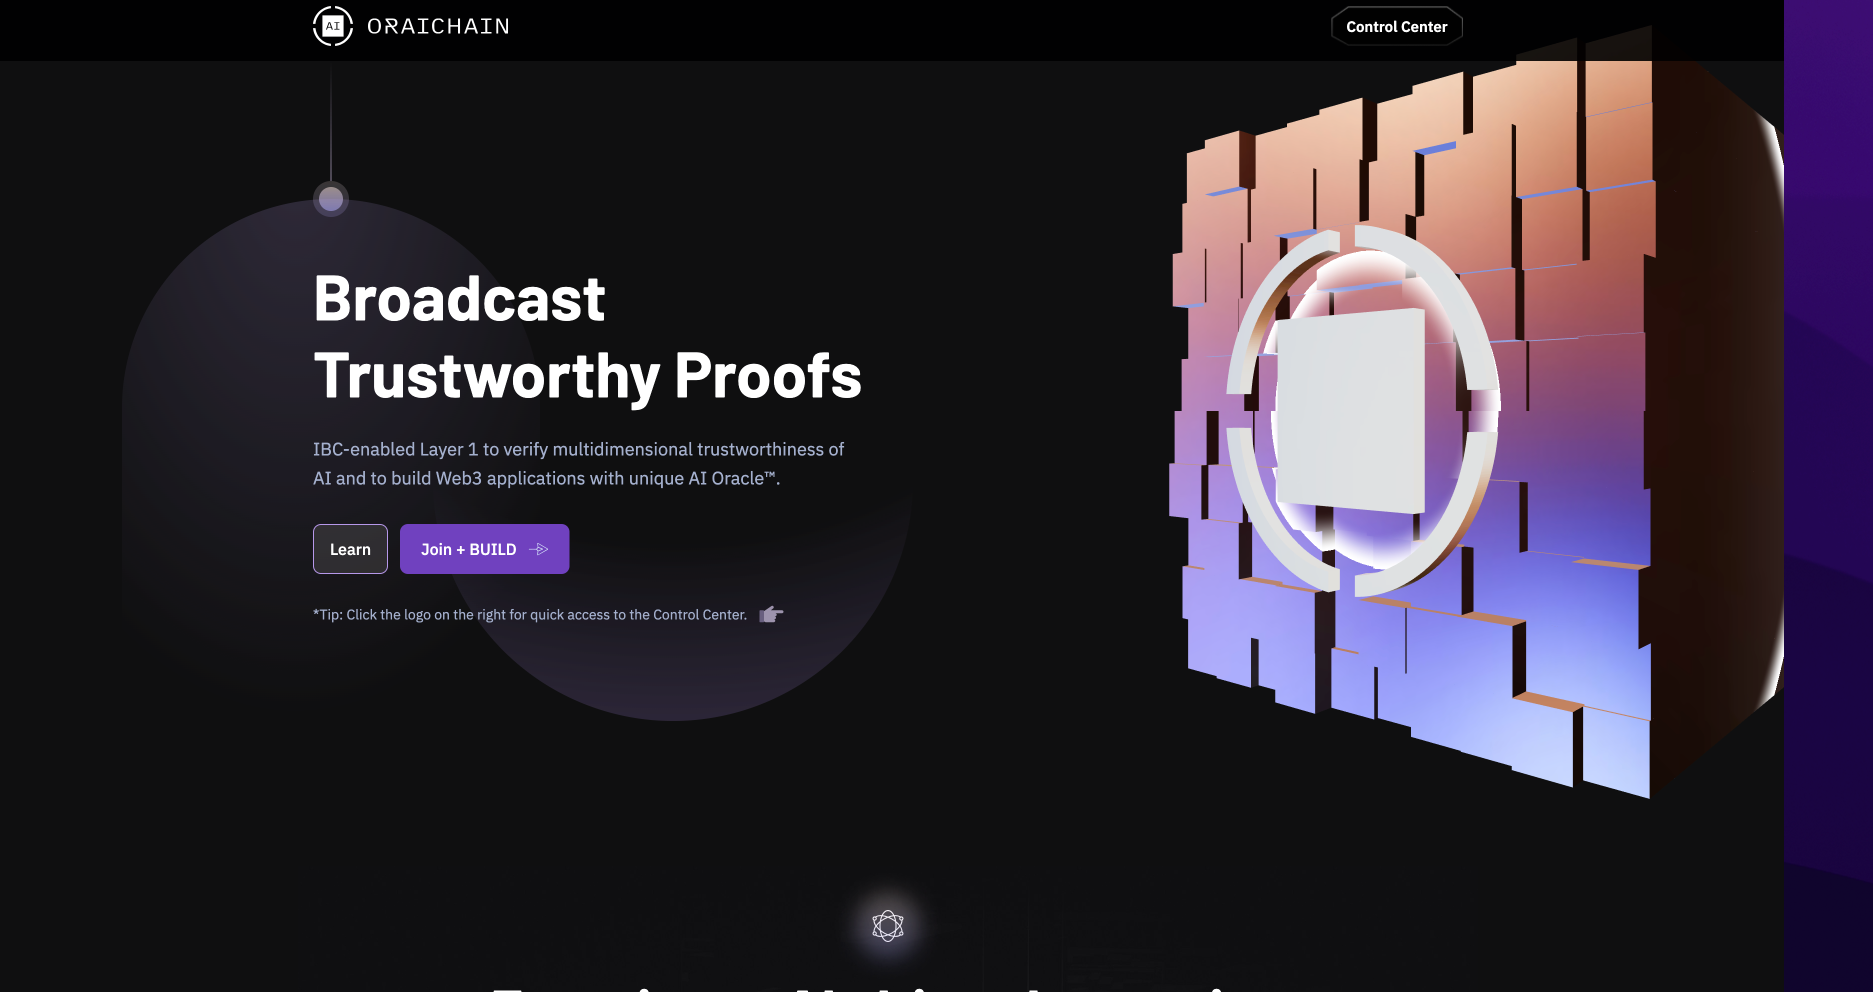 AI ORAICHAIN
Control Center
Broadcast
Trustworthy Proofs
IBC-enabled Layer 1 to verify multidimensional trustworthiness of
AI and to build Web3 applications with unique AI Oracle™.
Learn
Join + BUILD
*Tip: Click the logo on the right for quick access to the Control Center.